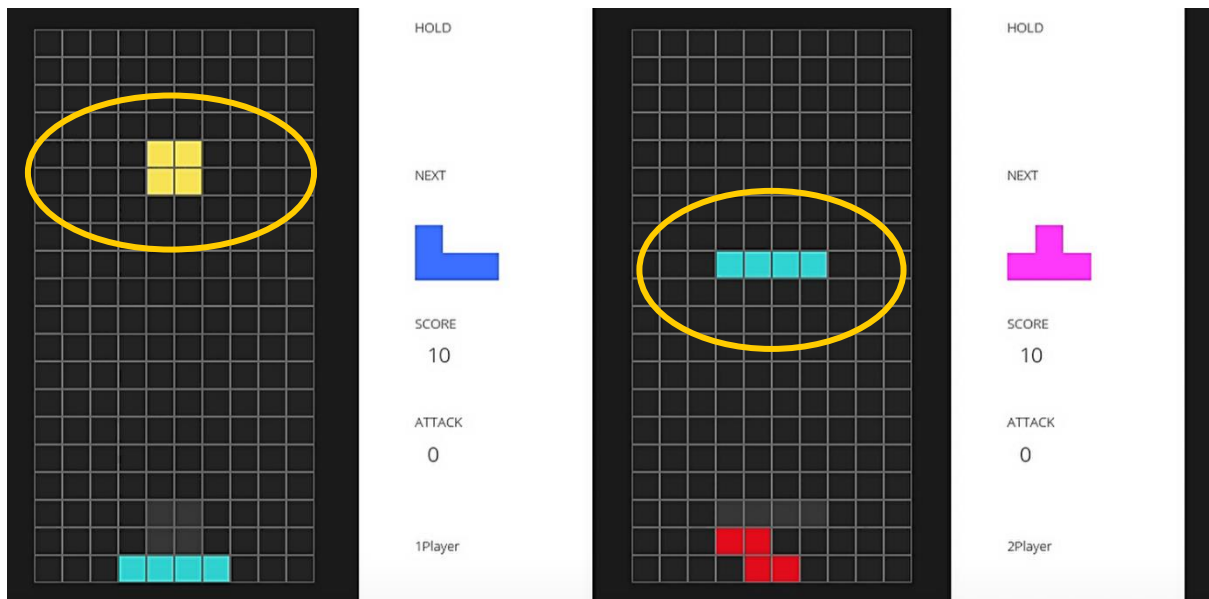 HOLD
NEXT
SCORE
10
ATTACK
0
1Player
HOLD
NEXT
SCORE
10
ATTACK
0
2Player